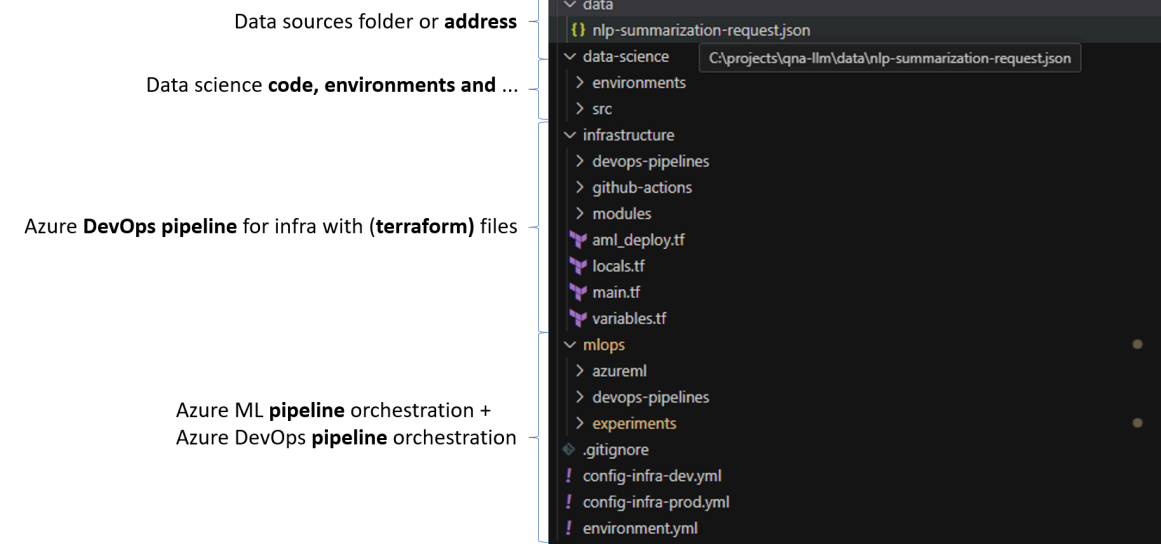 Data sources folder or address
Data science code, environments and ...
Azure DevOps pipeline for infra with (terraform) files
Azure ML pipeline orchestration +
Azure DevOps pipeline orchestration
data
nlp-summarization-request.json
data-science
C:\projects\qna-llm\data\nlp-summarization-request.json
environments
src
infrastructure
devops-pipelines
github-actions
modules
aml_deploy.tf
locals.tf
main.tf
variables.tf
mlops
azureml
devops-pipelines
experiments
.gitignore
config-infra-dev.yml
config-infra-prod.yml
environment.yml